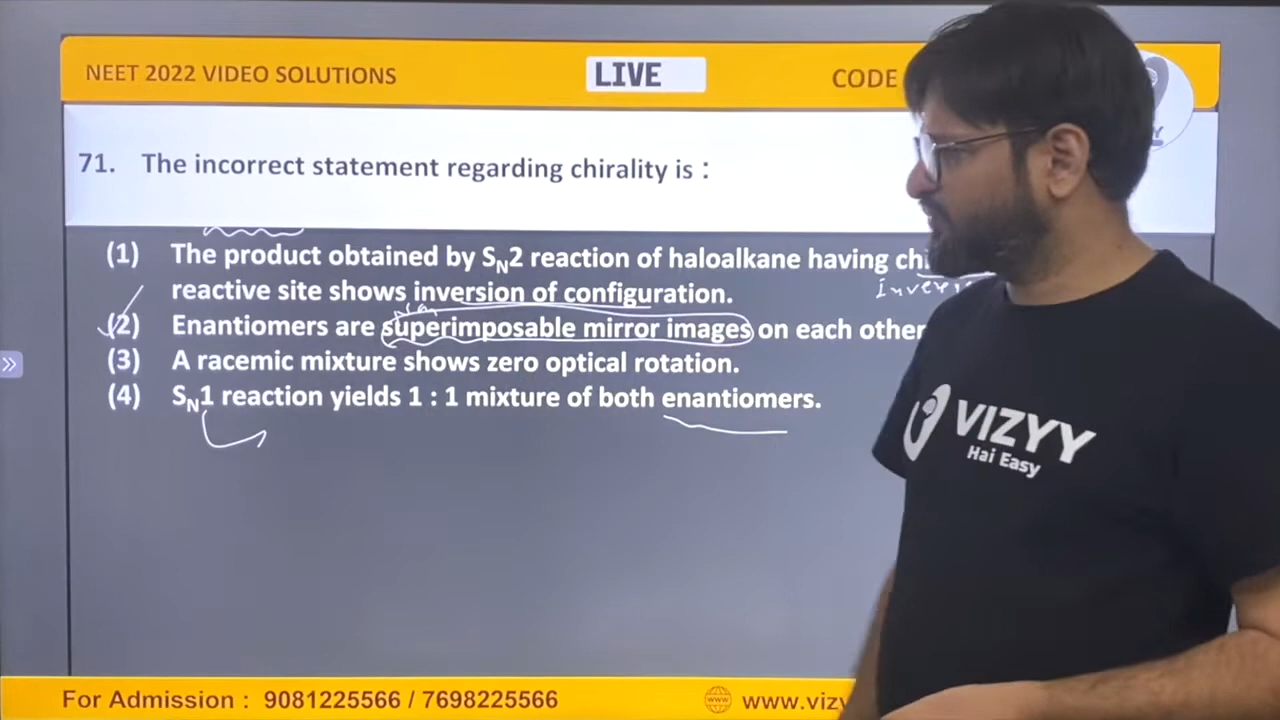 NEET 2022 VIDEO SOLUTIONS LIVE CODE
71. The incorrect statement regarding chirality is :
(1) The product obtained by SN2 reaction of haloalkane having
reactive site shows inversion of configuration.
(2) Enantiomers are superimposable mirror images on each other
(3) A racemic mixture shows zero optical rotation.
(4) SN1 reaction yields 1 : 1 mixture of both enantiomers.
VIZYY
Hai Easy
For Admission : 9081225566 / 7698225566 www.vizy